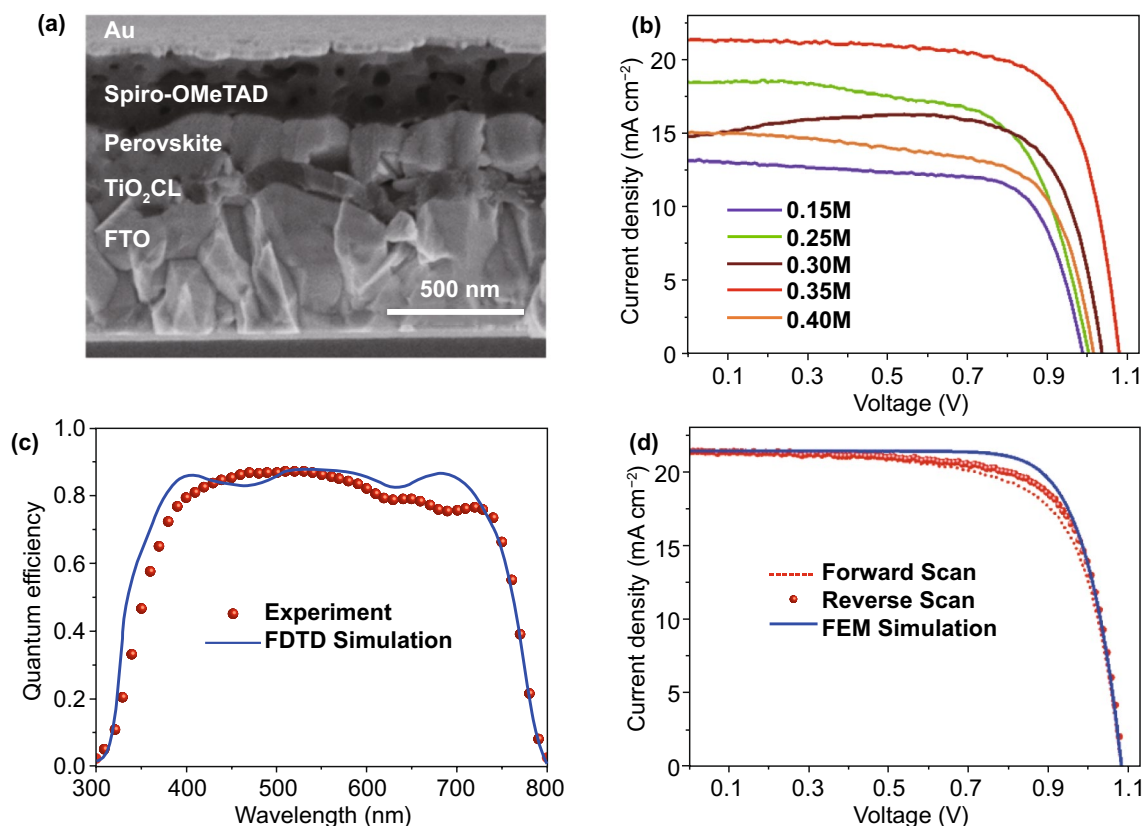 (a)
Au
Spiro-OMeTAD
Perovskite
TiO₂CL
FTO
500 nm
(b)
Current density (mA cm⁻²)
20
15
10
5
0
0.15M
0.25M
0.30M
0.35M
0.40M
0.1 0.3 0.5 0.7 0.9 1.1
Voltage (V)
(c)
Quantum efficiency
1.0
0.8
0.6
0.4
0.2
0.0
Experiment
FDTD Simulation
300 400 500 600 700 800
Wavelength (nm)
(d)
Current density (mA cm⁻²)
20
15
10
5
0
Forward Scan
Reverse Scan
FEM Simulation
0.1 0.3 0.5 0.7 0.9 1.1
Voltage (V)